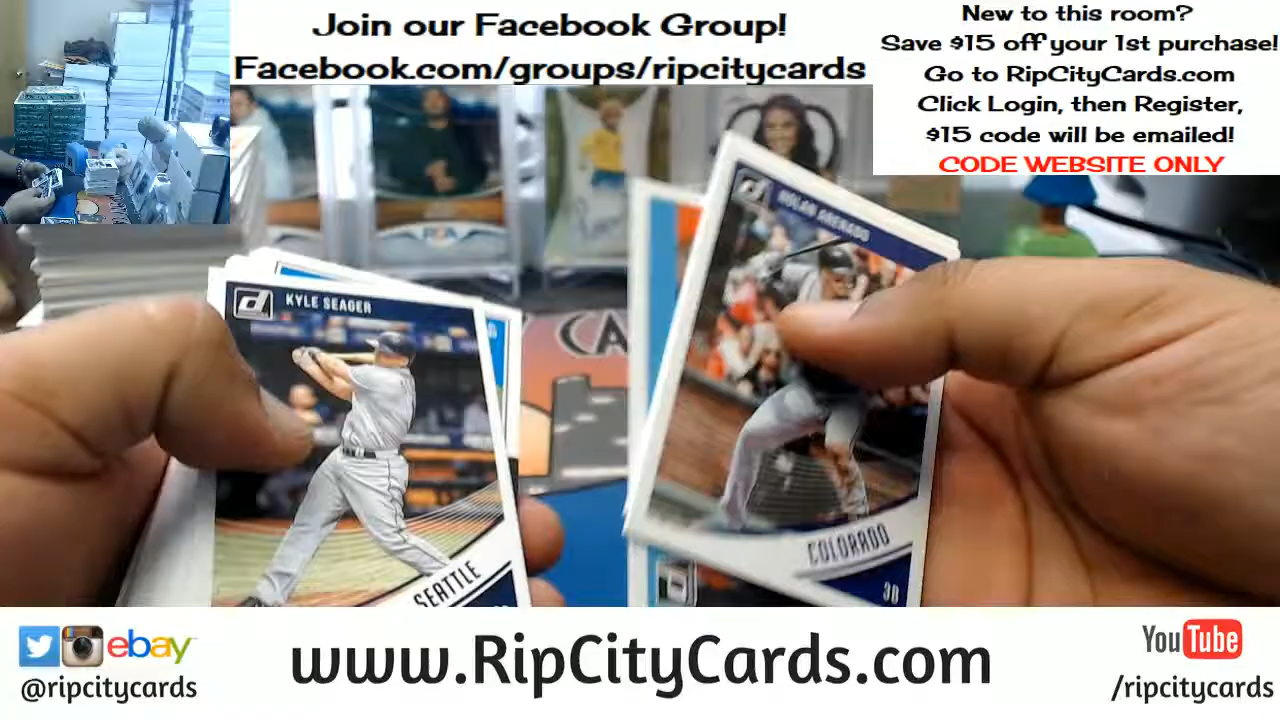 Join our Facebook Group!
Facebook.com/groups/ripcitycards
New to this room?
Save $15 off your 1st purchase!
Go to RipCityCards.com
Click Login, then Register,
$15 code will be emailed!
CODE WEBSITE ONLY
KYLE SEAGER
SEATTLE
NOLAN ARENADO
COLORADO
CA
ebay
@ripcitycards
www.RipCityCards.com
YouTube
/ripcitycards